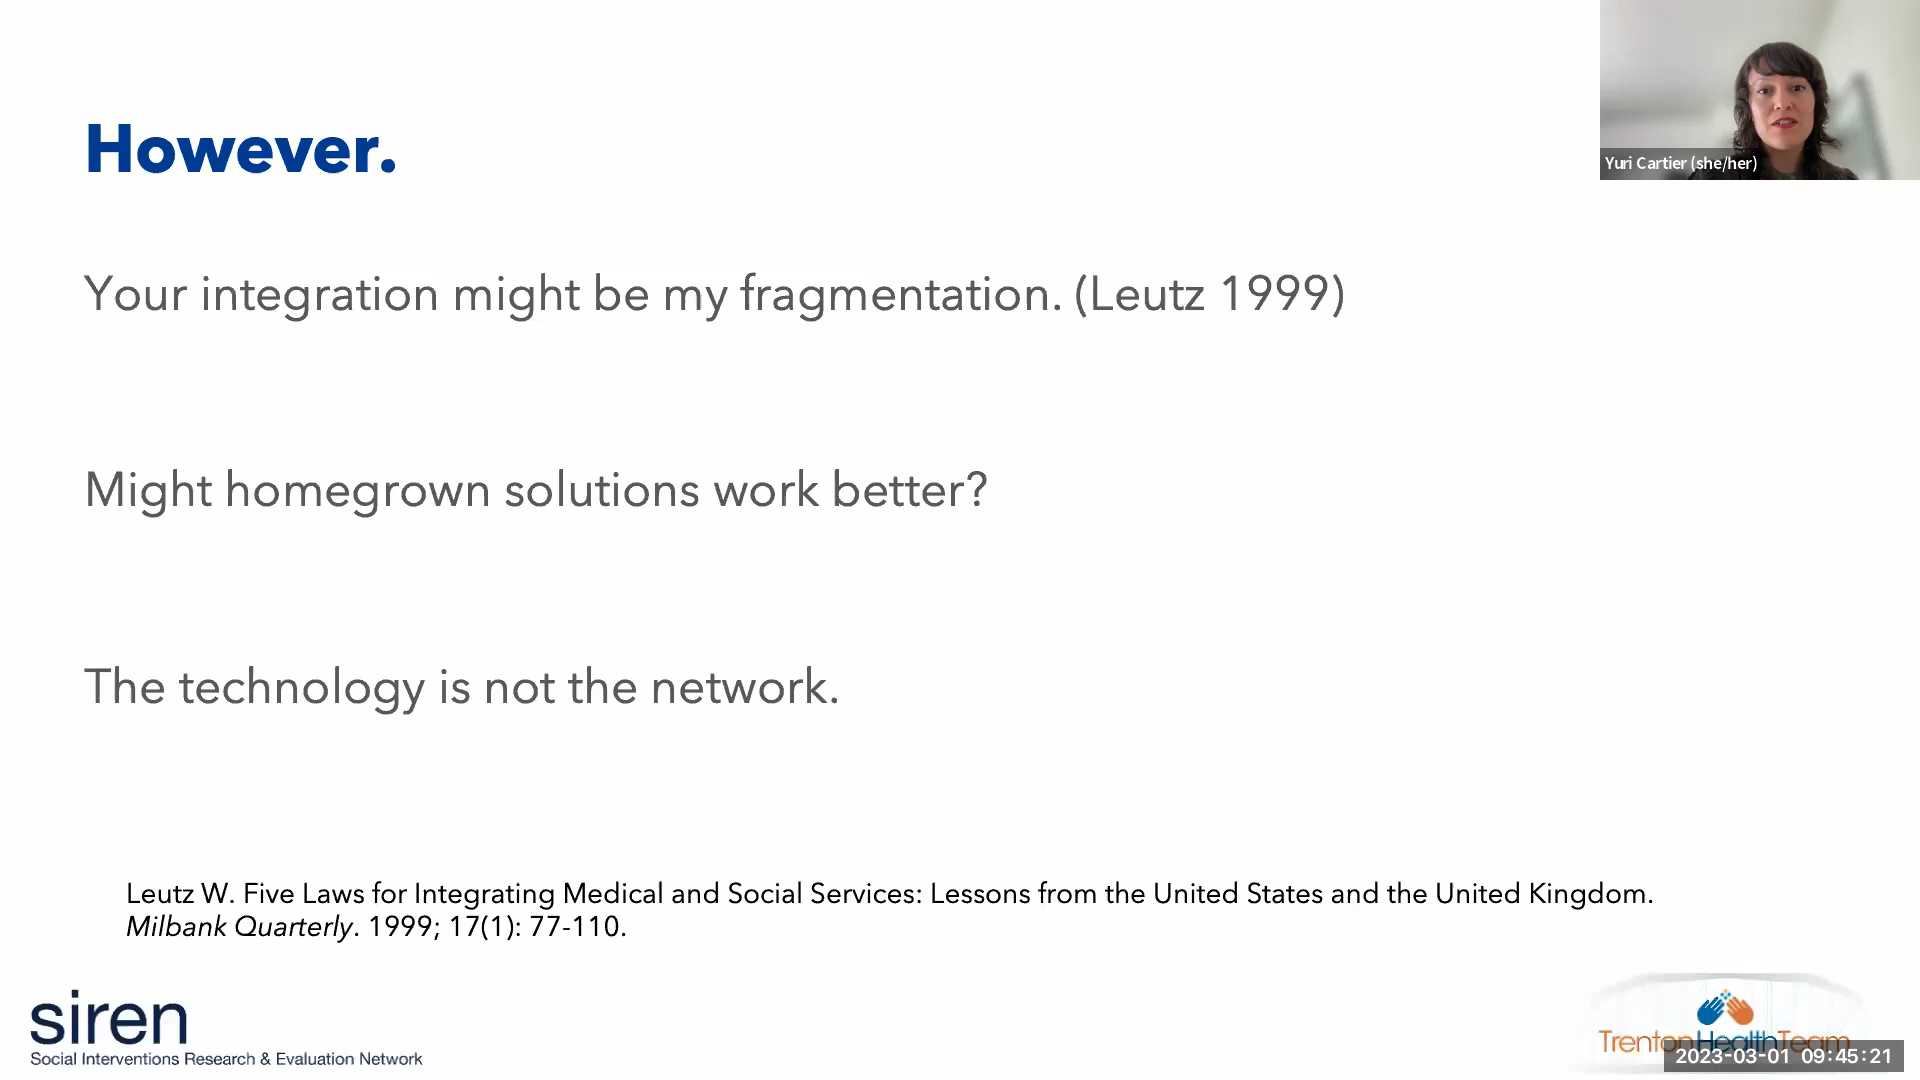 However.
Yuri Cartier (she/her)
Your integration might be my fragmentation. (Leutz 1999)
Might homegrown solutions work better?
The technology is not the network.
Leutz W. Five Laws for Integrating Medical and Social Services: Lessons from the United States and the United Kingdom.
Milbank Quarterly. 1999; 17(1): 77-110.
siren
Social Interventions Research & Evaluation Network
TrentonHealthTeam
2023-03-01 09:45:21